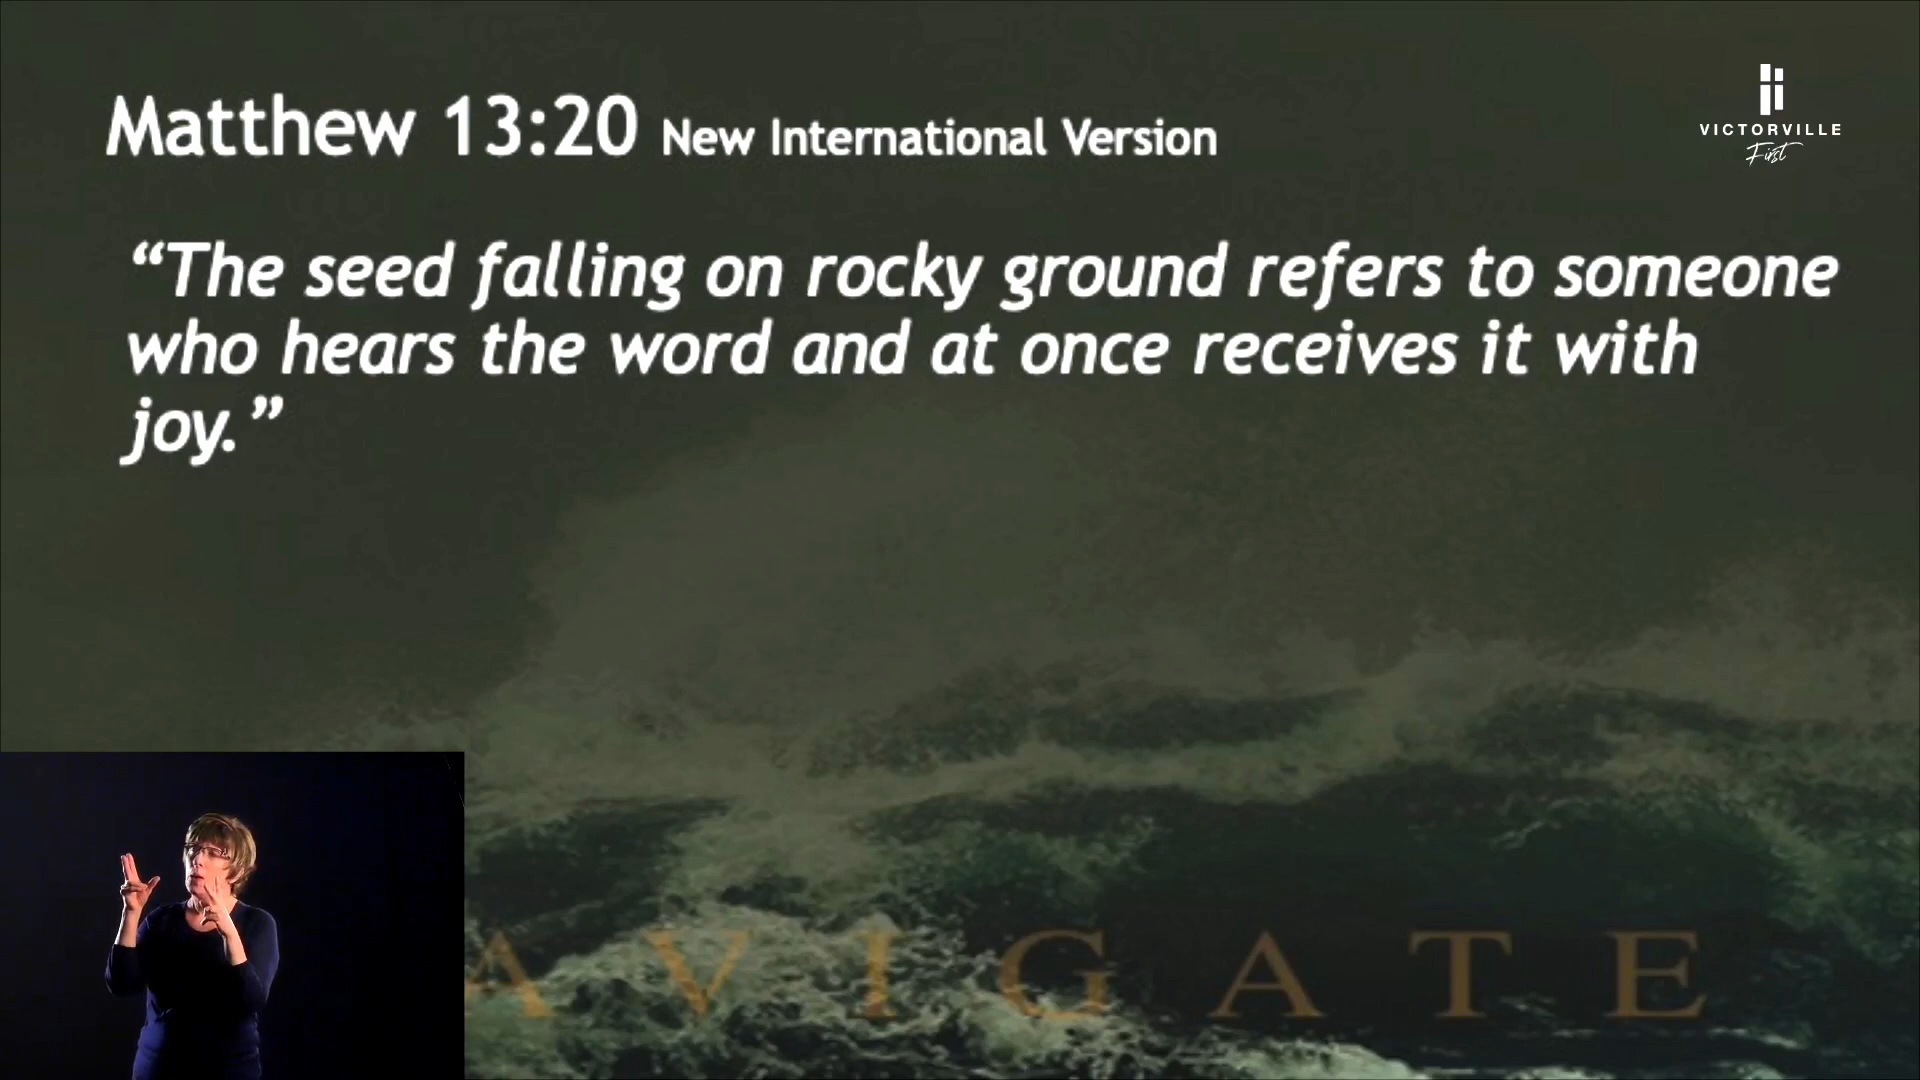 Matthew 13:20 New International Version
VICTORVILLE
First
“The seed falling on rocky ground refers to someone
who hears the word and at once receives it with
joy.”
AVIGATE